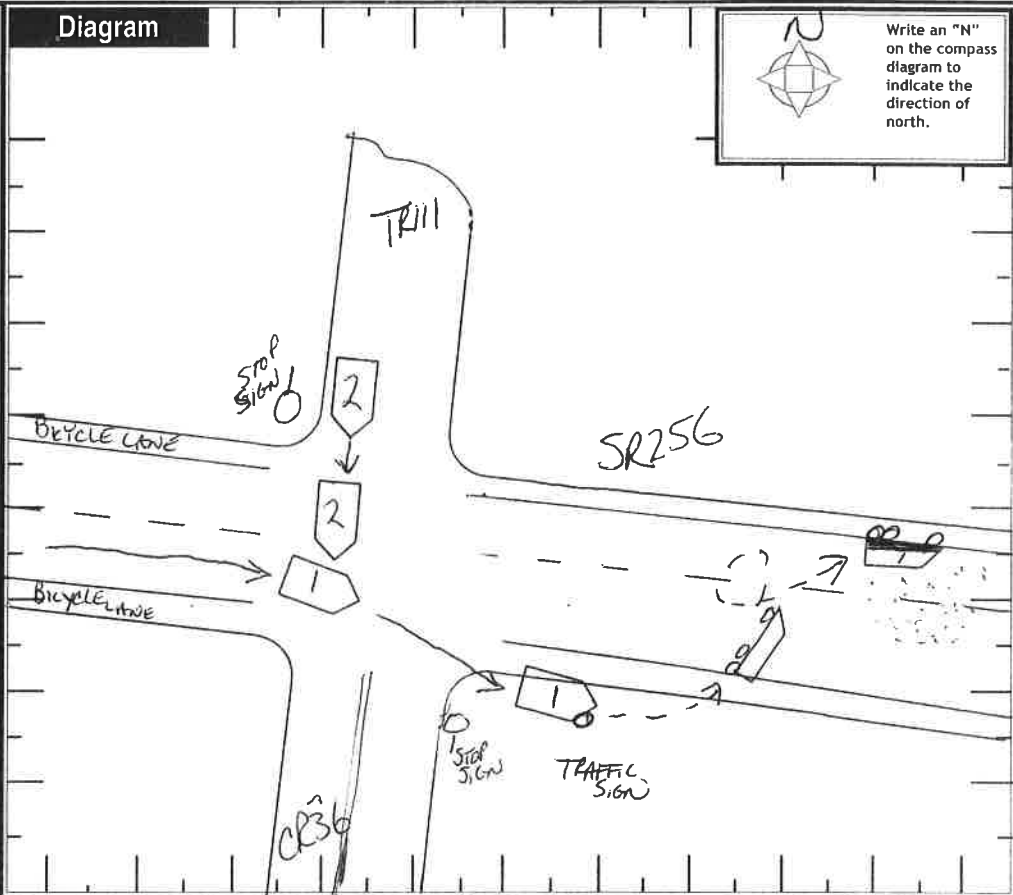 Diagram
N
Write an "N"
on the compass
diagram to
indicate the
direction of
north.
TR111
STOP
SIGN
2
BICYCLE LANE
SR256
2
1
1
BICYCLE LANE
1
STOP
SIGN
TRAFFIC
SIGN
CR36